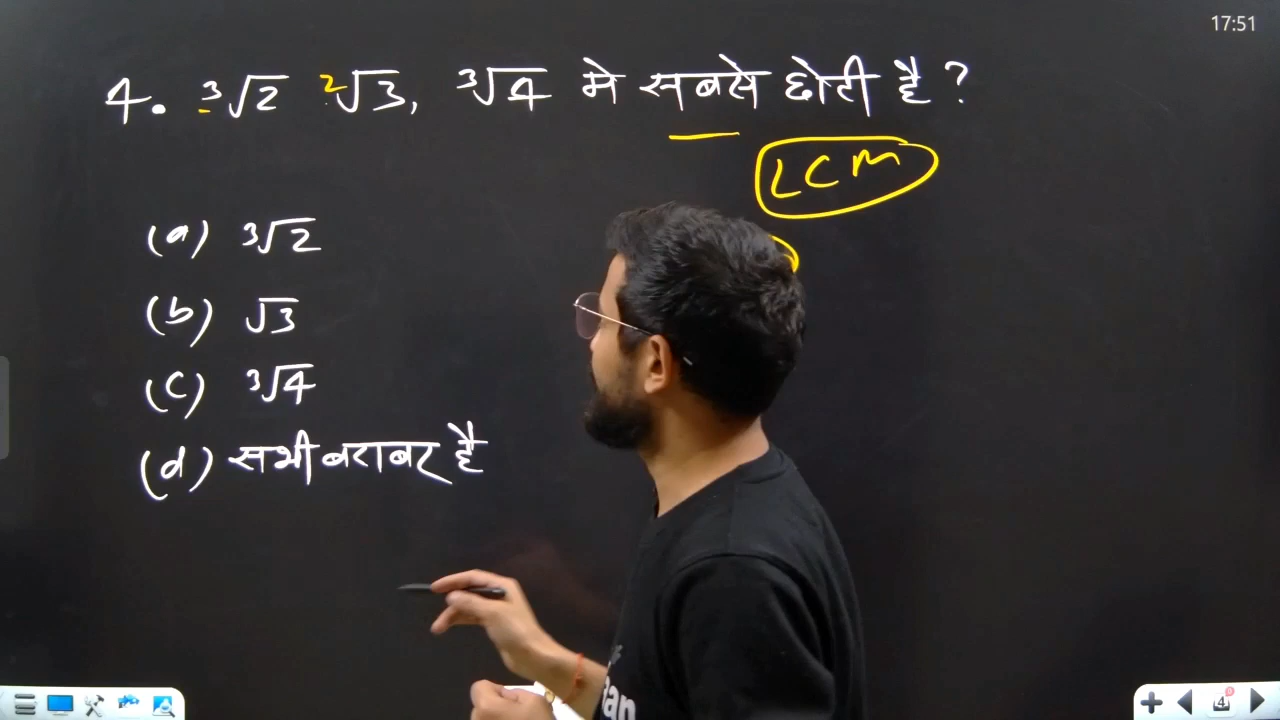 17:51
4. ³√2 ²√3, ³√4 मे सबसे छोटी है ?
LCM
(a) ³√2
(b) √3
(c) ³√4
(d) सभी बराबर है
4